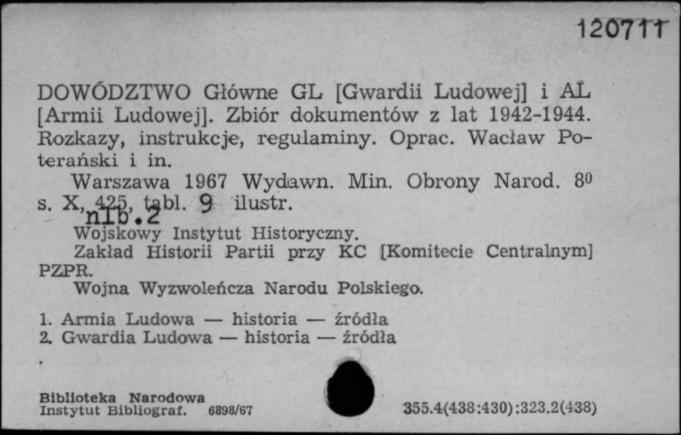 120711
DOWÓDZTWO Główne GL [Gwardii Ludowej] i AL
[Armii Ludowej]. Zbiór dokumentów z lat 1942-1944.
Rozkazy, instrukcje, regulaminy. Oprac. Wacław Po-
terański i in.
Warszawa 1967 Wydawn. Min. Obrony Narod. 8⁰
s. X, 425, tabl. 9 ilustr.
nlb. 2
Wojskowy Instytut Historyczny.
Zakład Historii Partii przy KC [Komitecie Centralnym]
PZPR.
Wojna Wyzwoleńcza Narodu Polskiego.
1. Armia Ludowa — historia — źródła
2. Gwardia Ludowa — historia — źródła
Biblioteka Narodowa
Instytut Bibliograf. 6898/67
355.4(438:430):323.2(438)